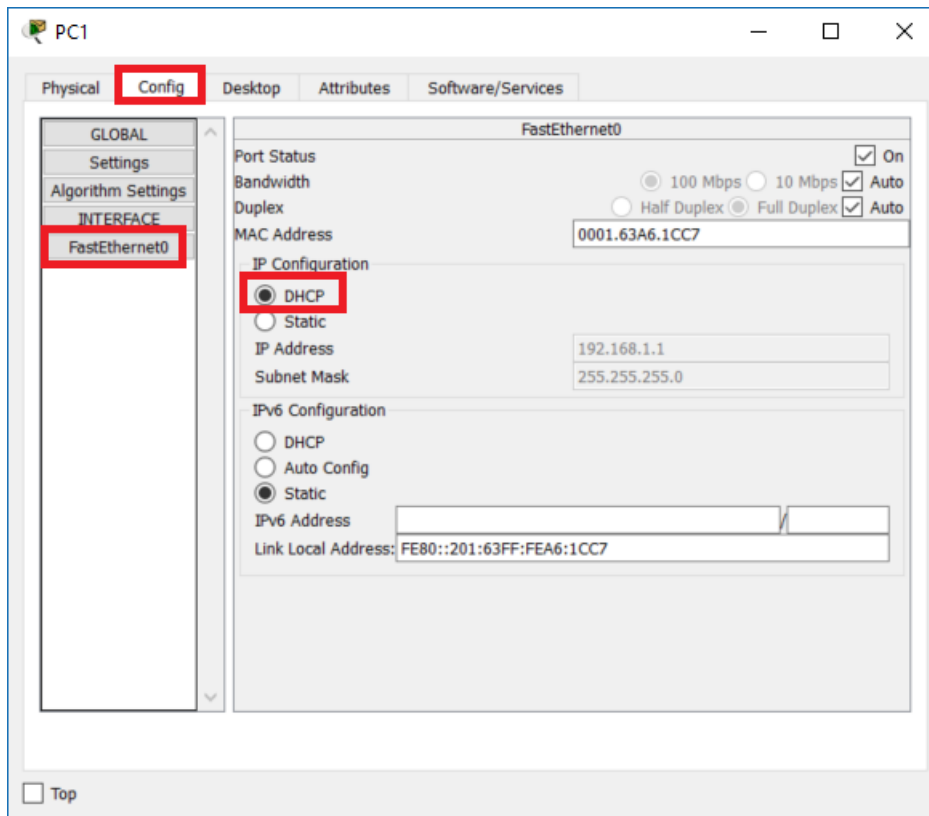 PC1
Physical Config Desktop Attributes Software/Services
GLOBAL
Settings
Algorithm Settings
INTERFACE
FastEthernet0
FastEthernet0
Port Status On
Bandwidth 100 Mbps 10 Mbps Auto
Duplex Half Duplex Full Duplex Auto
MAC Address 0001.63A6.1CC7
IP Configuration
DHCP
Static
IP Address 192.168.1.1
Subnet Mask 255.255.255.0
IPv6 Configuration
DHCP
Auto Config
Static
IPv6 Address /
Link Local Address: FE80::201:63FF:FEA6:1CC7
Top